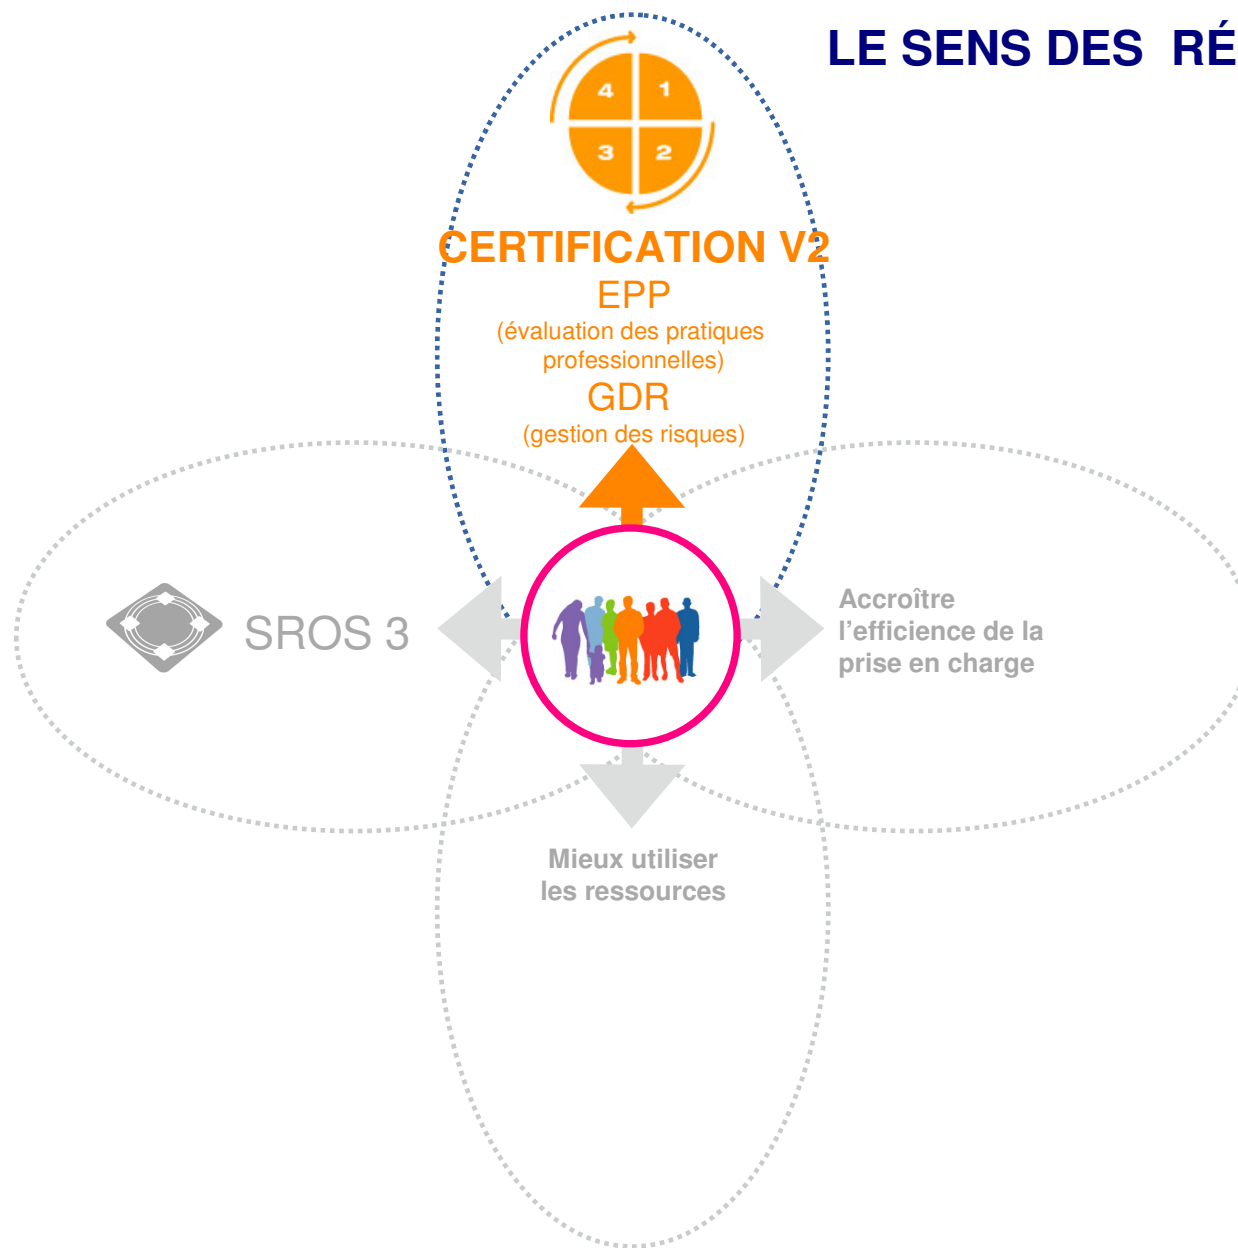 LE SENS DES RÉ
4 1
3 2
CERTIFICATION V2
EPP
(évaluation des pratiques
professionnelles)
GDR
(gestion des risques)
SROS 3
Accroître
l'efficience de la
prise en charge
Mieux utiliser
les ressources